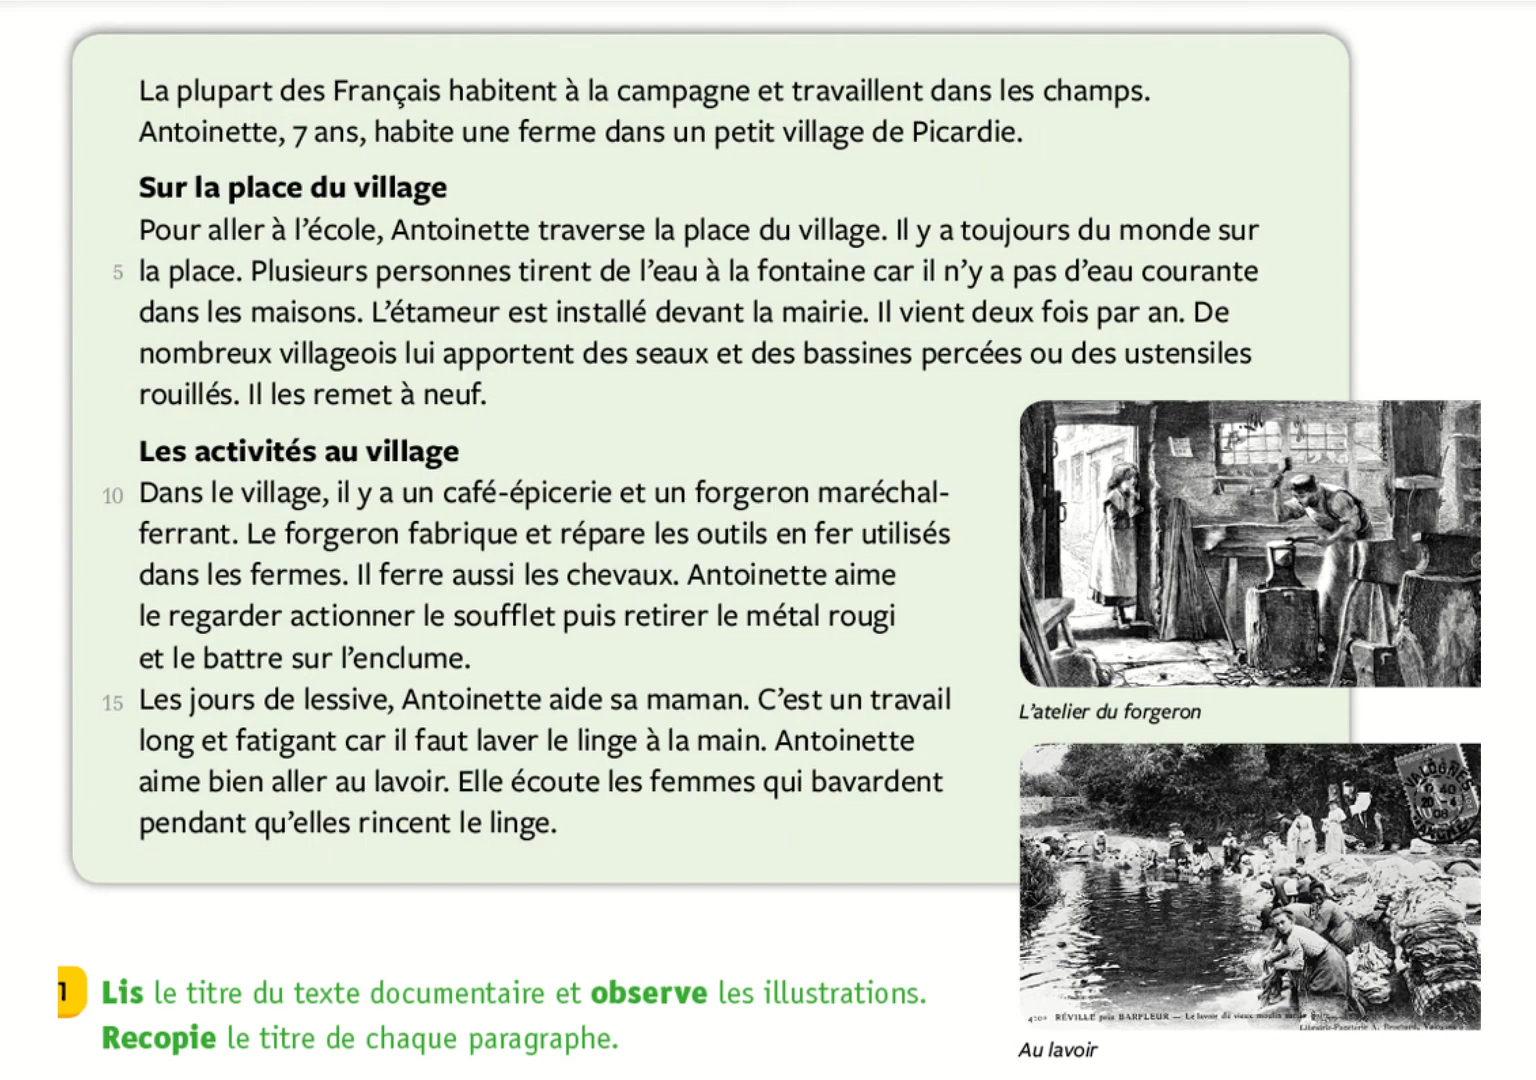 La plupart des Français habitent à la campagne et travaillent dans les champs.
Antoinette, 7 ans, habite une ferme dans un petit village de Picardie.
Sur la place du village
Pour aller à l'école, Antoinette traverse la place du village. Il y a toujours du monde sur
5 la place. Plusieurs personnes tirent de l'eau à la fontaine car il n'y a pas d'eau courante
dans les maisons. L'étameur est installé devant la mairie. Il vient deux fois par an. De
nombreux villageois lui apportent des seaux et des bassines percées ou des ustensiles
rouillés. Il les remet à neuf.
Les activités au village
10 Dans le village, il y a un café-épicerie et un forgeron maréchal-
ferrant. Le forgeron fabrique et répare les outils en fer utilisés
dans les fermes. Il ferre aussi les chevaux. Antoinette aime
le regarder actionner le soufflet puis retirer le métal rougi
et le battre sur l'enclume.
15 Les jours de lessive, Antoinette aide sa maman. C'est un travail
long et fatigant car il faut laver le linge à la main. Antoinette
aime bien aller au lavoir. Elle écoute les femmes qui bavardent
pendant qu'elles rincent le linge.
L'atelier du forgeron
VALOGNES
20 -4
08
RÉVILLE près BARFLEUR — Le lavoir du vieux moulin
Au lavoir
1 Lis le titre du texte documentaire et observe les illustrations.
Recopie le titre de chaque paragraphe.